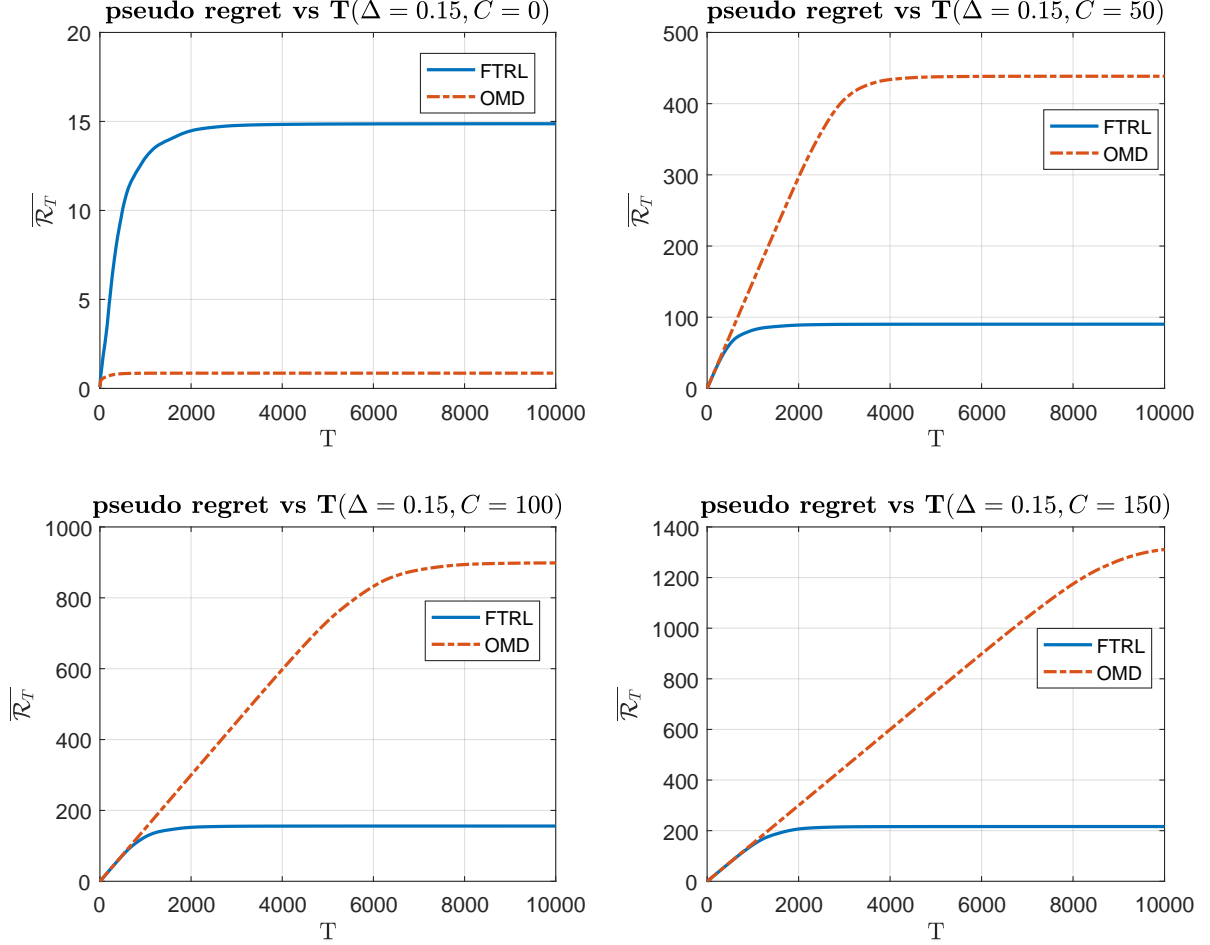 pseudo regret vs T(Δ = 0.15, C = 0)
20
15
10
5
0
0 2000 4000 6000 8000 10000
T
R_T
FTRL
OMD
pseudo regret vs T(Δ = 0.15, C = 50)
500
400
300
200
100
0
0 2000 4000 6000 8000 10000
T
R_T
FTRL
OMD
pseudo regret vs T(Δ = 0.15, C = 100)
1000
800
600
400
200
0
0 2000 4000 6000 8000 10000
T
R_T
FTRL
OMD
pseudo regret vs T(Δ = 0.15, C = 150)
1400
1200
1000
800
600
400
200
0
0 2000 4000 6000 8000 10000
T
R_T
FTRL
OMD